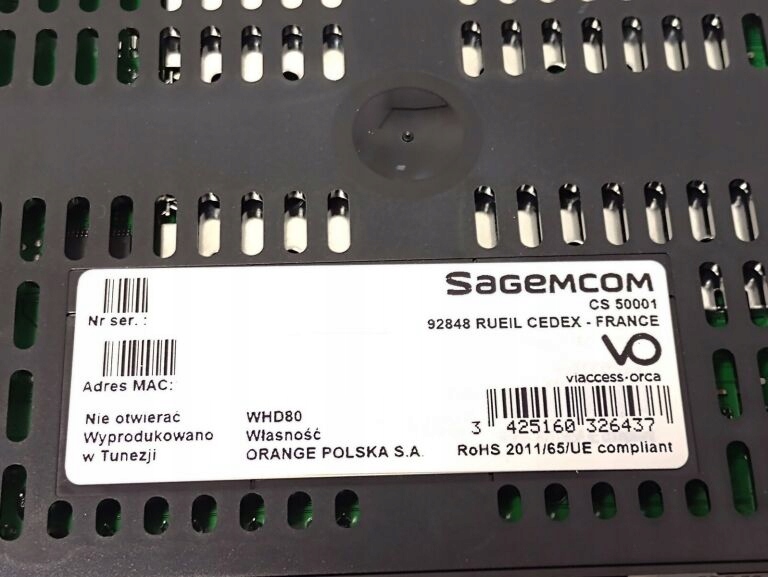 SAGEMCOM
CS 50001
92848 RUEIL CEDEX - FRANCE
VO
viaccess-orca
Nr ser. :
Adres MAC:
Nie otwierać
Wyprodukowano
w Tunezji
WHD80
Własność
ORANGE POLSKA S.A.
3 425160 326437
RoHS 2011/65/UE compliant